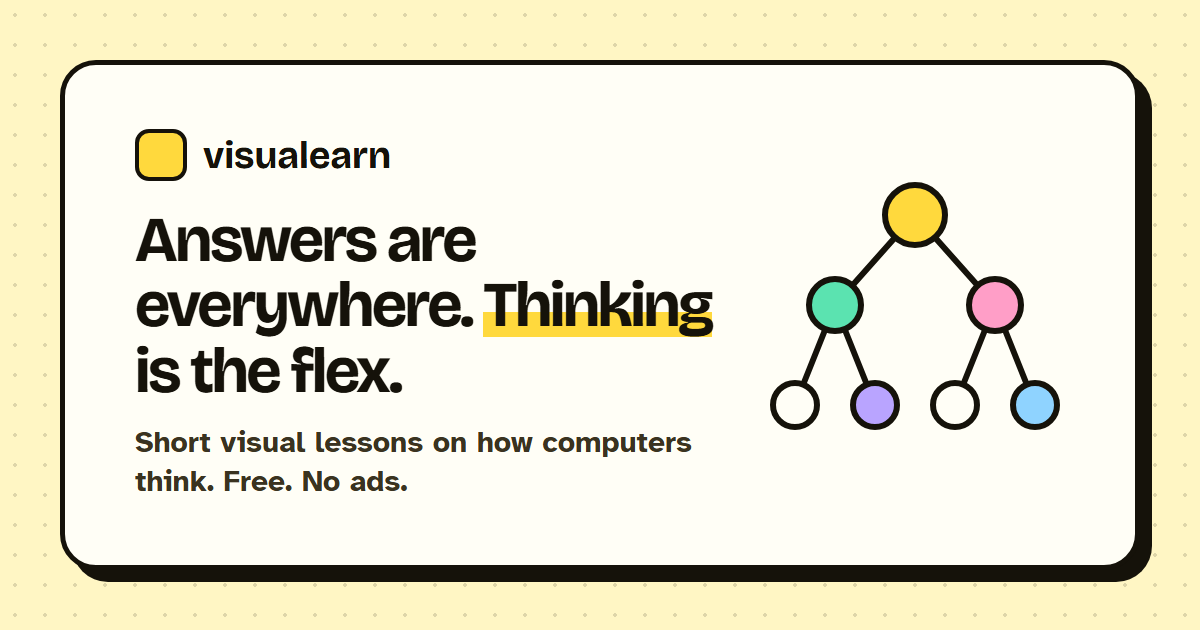 visualearn
Answers are
everywhere. Thinking
is the flex.
Short visual lessons on how computers
think. Free. No ads.